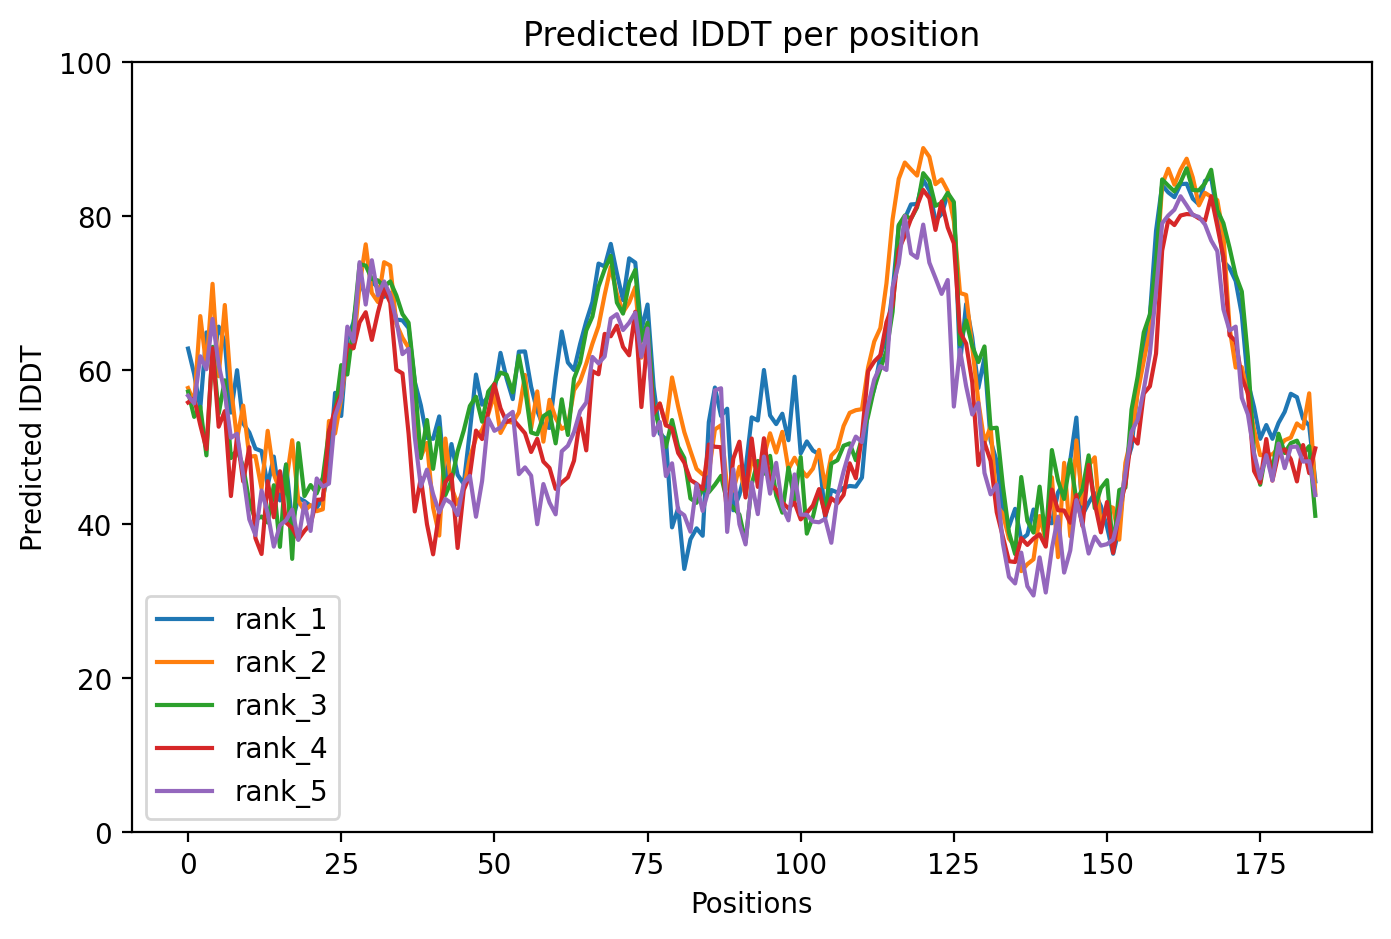 Predicted lDDT per position
Predicted lDDT
100
80
60
40
20
0
rank_1
rank_2
rank_3
rank_4
rank_5
0 25 50 75 100 125 150 175
Positions